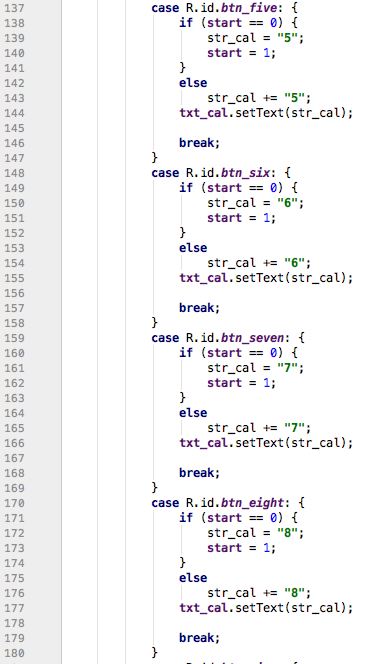 137 case R.id.btn_five: {
138 if (start == 0) {
139 str_cal = "5";
140 start = 1;
141 }
142 else
143 str_cal += "5";
144 txt_cal.setText(str_cal);
145
146 break;
147 }
148 case R.id.btn_six: {
149 if (start == 0) {
150 str_cal = "6";
151 start = 1;
152 }
153 else
154 str_cal += "6";
155 txt_cal.setText(str_cal);
156
157 break;
158 }
159 case R.id.btn_seven: {
160 if (start == 0) {
161 str_cal = "7";
162 start = 1;
163 }
164 else
165 str_cal += "7";
166 txt_cal.setText(str_cal);
167
168 break;
169 }
170 case R.id.btn_eight: {
171 if (start == 0) {
172 str_cal = "8";
173 start = 1;
174 }
175 else
176 str_cal += "8";
177 txt_cal.setText(str_cal);
178
179 break;
180 }